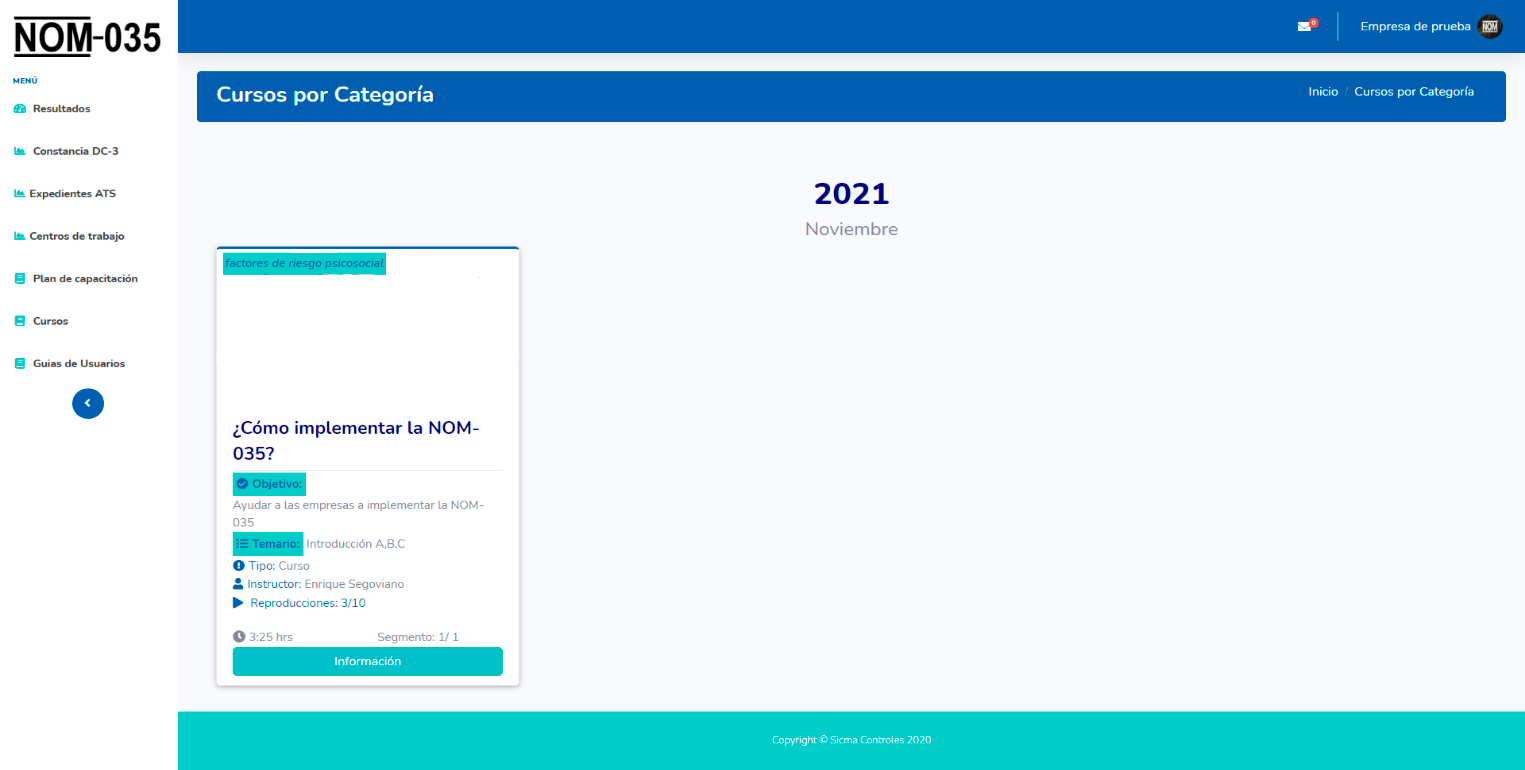 NOM-035
0
Empresa de prueba
NOM
MENÚ
Resultados
Constancia DC-3
Expedientes ATS
Centros de trabajo
Plan de capacitación
Cursos
Guias de Usuarios
Cursos por Categoría
Inicio / Cursos por Categoría
2021
Noviembre
factores de riesgo psicosocial
¿Cómo implementar la NOM-
035?
Objetivo:
Ayudar a las empresas a implementar la NOM-
035
Temario: Introducción A,B,C
Tipo: Curso
Instructor: Enrique Segoviano
Reproducciones: 3/10
3:25 hrs Segmento: 1/ 1
Información
Copyright © Sicma Controles 2020